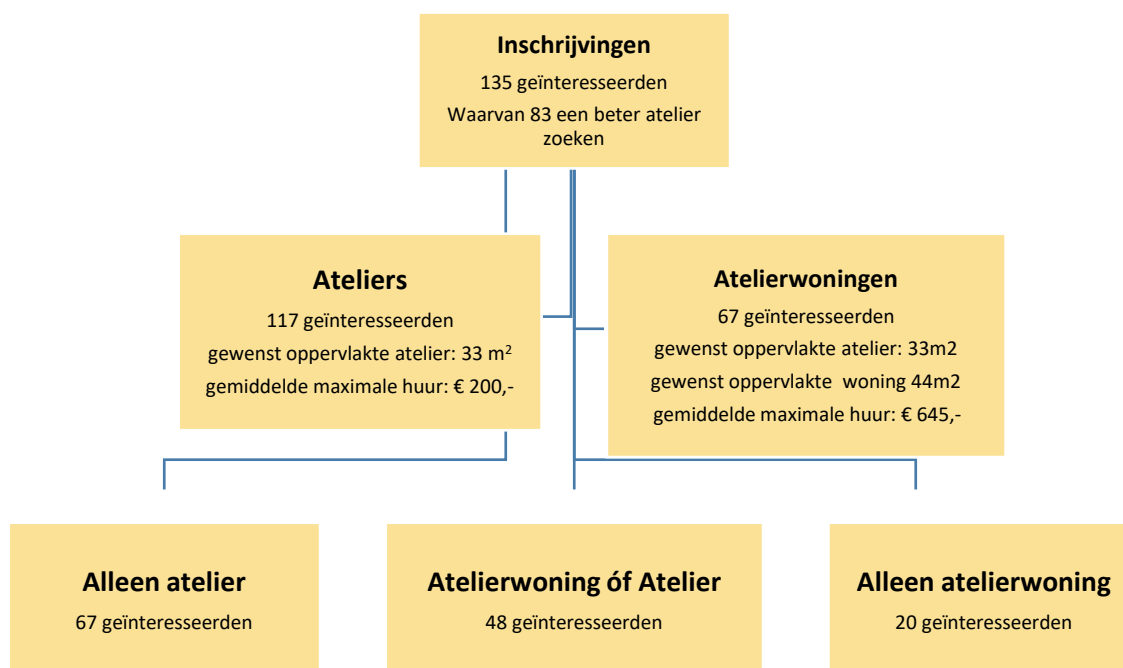 Inschrijvingen
135 geïnteresseerden
Waarvan 83 een beter atelier
zoeken
Ateliers
117 geïnteresseerden
gewenst oppervlakte atelier: 33 m²
gemiddelde maximale huur: € 200,-
Atelierwoningen
67 geïnteresseerden
gewenst oppervlakte atelier: 33m2
gewenst oppervlakte woning 44m2
gemiddelde maximale huur: € 645,-
Alleen atelier
67 geïnteresseerden
Atelierwoning óf Atelier
48 geïnteresseerden
Alleen atelierwoning
20 geïnteresseerden